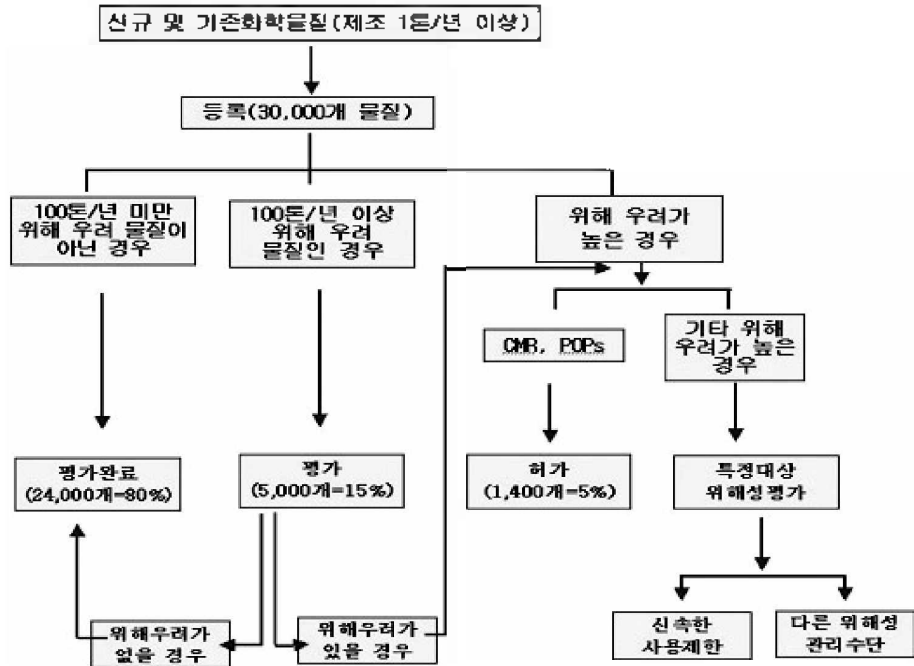 신규 및 기존화학물질(제조 1톤/년 이상)
등록(30,000개 물질)
100톤/년 미만
위해 우려 물질이
아닌 경우
100톤/년 이상
위해 우려
물질인 경우
위해 우려가
높은 경우
CMR, POPs
기타 위해
우려가 높은
경우
평가완료
(24,000개=80%)
평가
(5,000개=15%)
허가
(1,400개=5%)
특정대상
위해성평가
위해우려가
없을 경우
위해우려가
있을 경우
신속한
사용제한
다른 위해성
관리수단